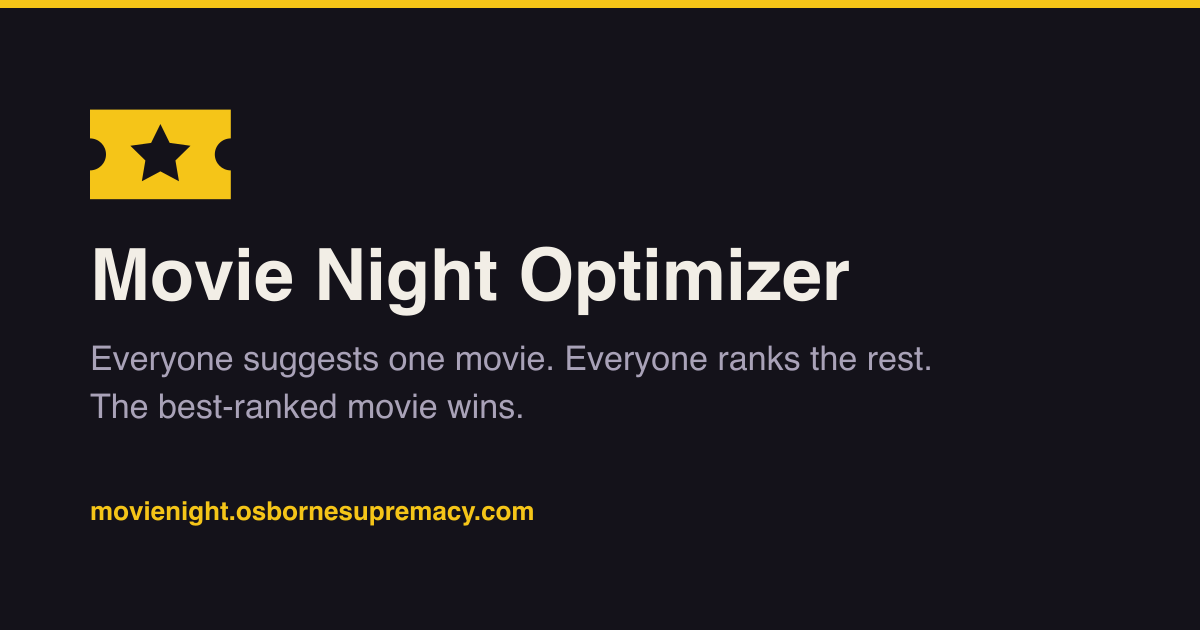 Movie Night Optimizer
Everyone suggests one movie. Everyone ranks the rest.
The best-ranked movie wins.
movienight.osbornesupremacy.com